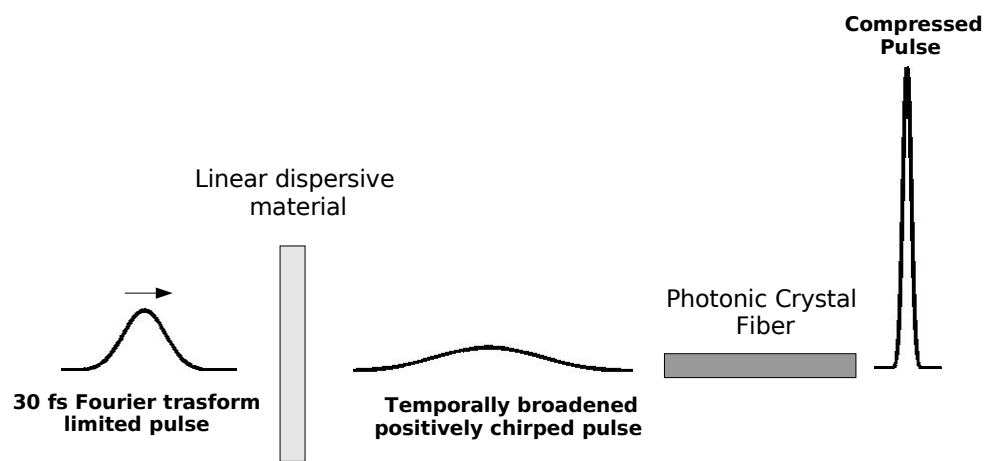 Compressed
Pulse
Linear dispersive
material
Photonic Crystal
Fiber
30 fs Fourier trasform
limited pulse
Temporally broadened
positively chirped pulse